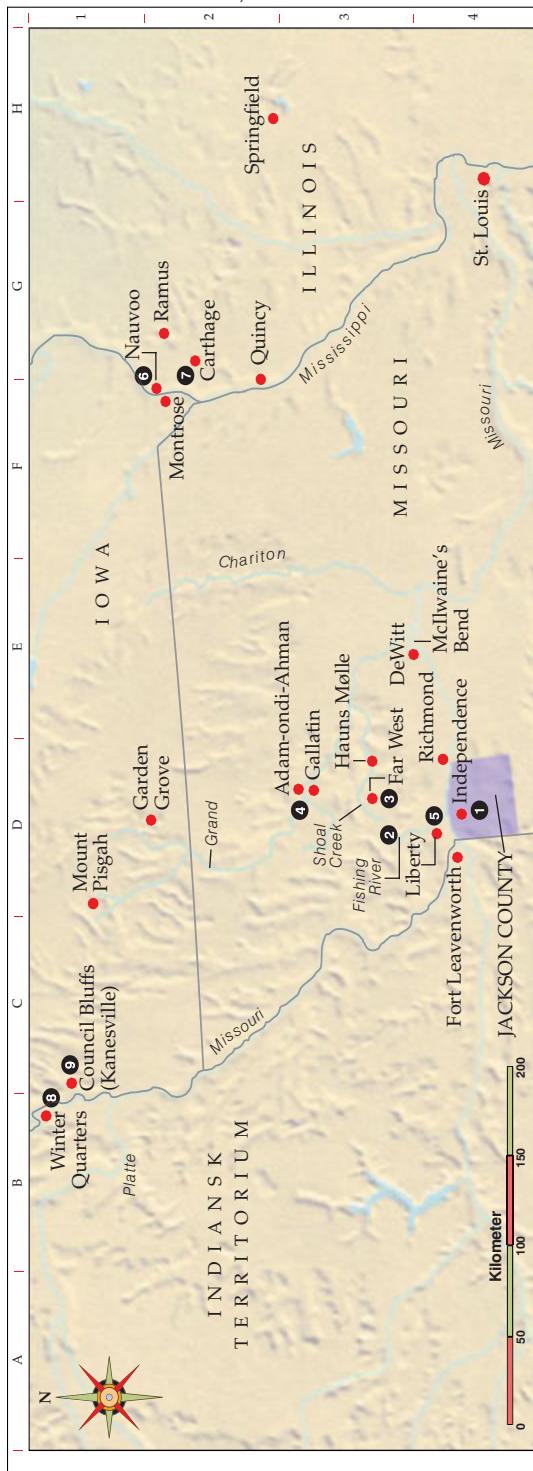 A
B
C
D
E
F
G
H
1
2
3
4
N
8
Winter
Quarters
9
Council Bluffs
(Kanesville)
Mount
Pisgah
Garden
Grove
IOWA
6
Nauvoo
Ramus
Montrose
7
Carthage
Quincy
Springfield
ILLINOIS
Mississippi
St. Louis
MISSOURI
Missouri
Chariton
Grand
Platte
Missouri
INDIANSK
TERRITORIUM
Adam-ondi-Ahman
4
Gallatin
Hauns Mølle
Shoal
Creek
Far West
3
Fishing
River
2
DeWitt
McIlwaine's
Bend
Richmond
Liberty
5
Independence
1
Fort Leavenworth
JACKSON COUNTY
Kilometer
0
50
100
150
200